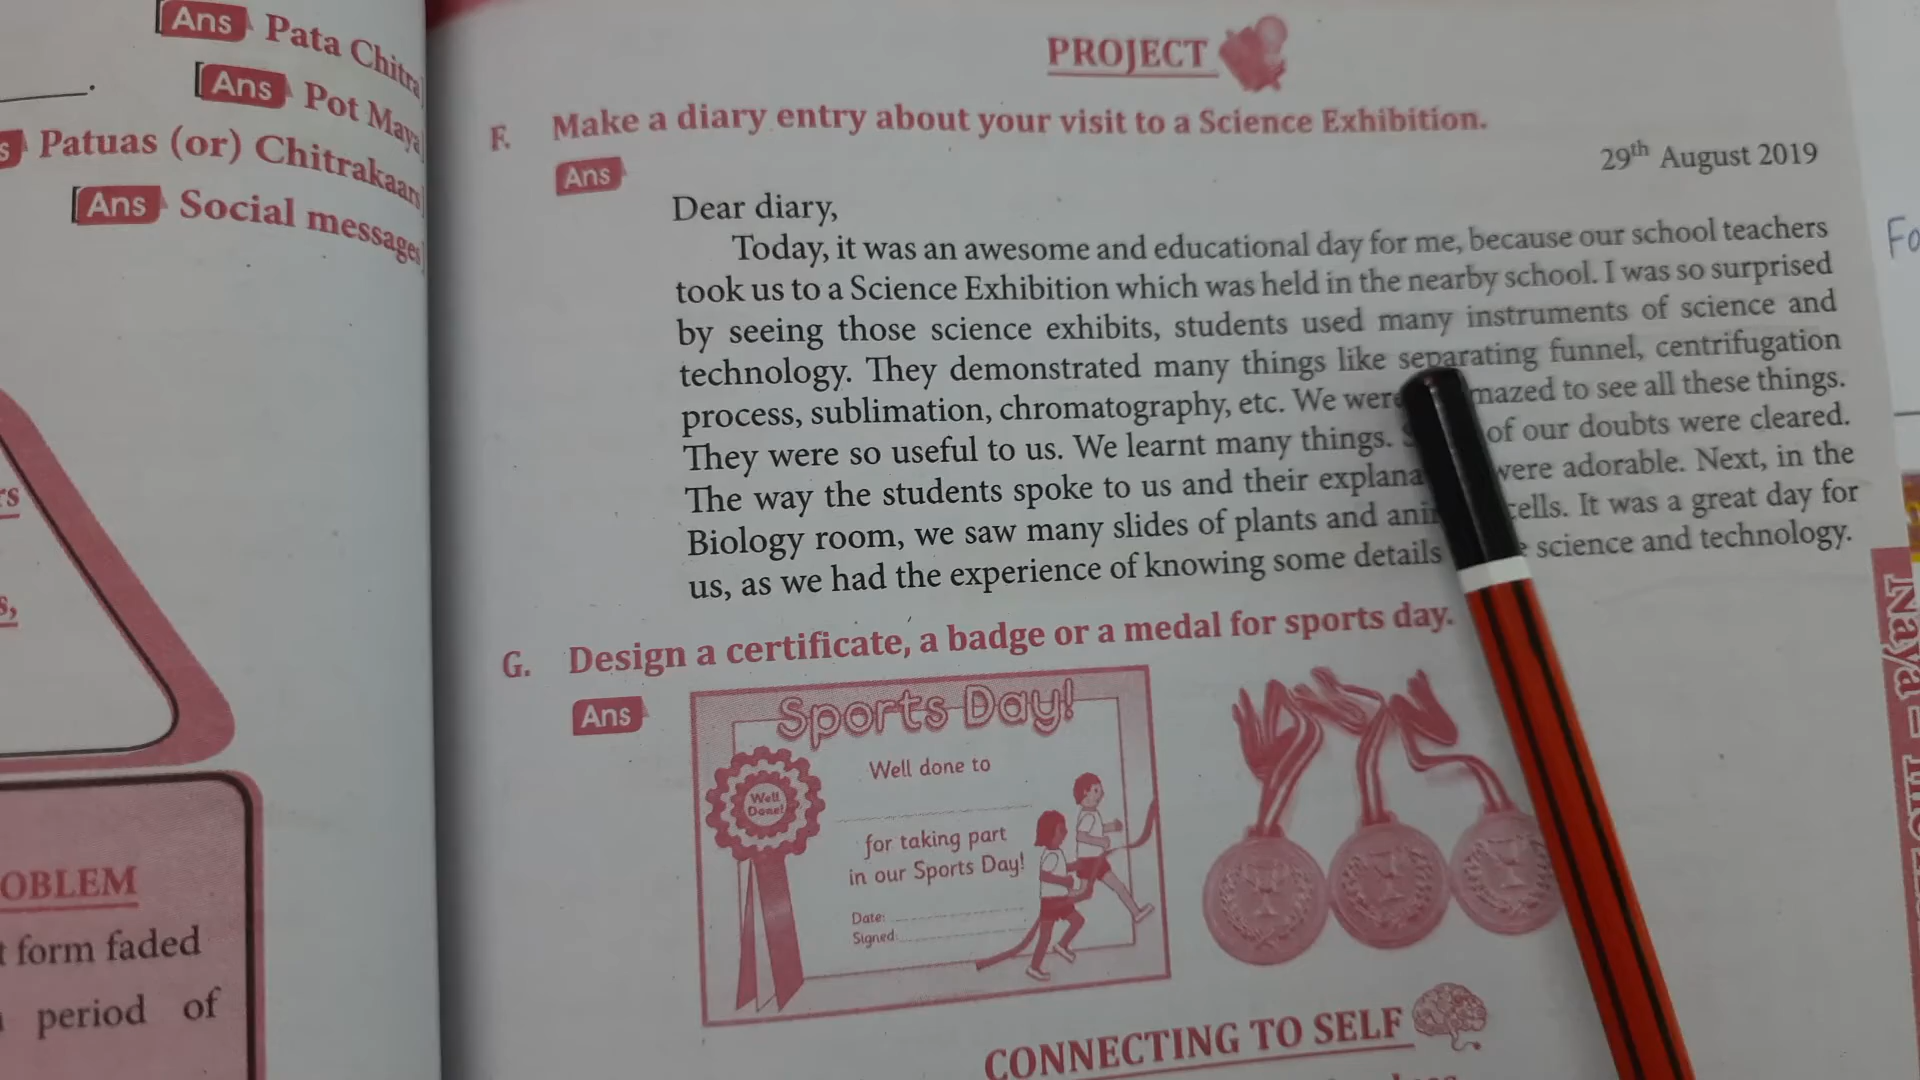 Ans Pata Chitra
Ans Pot Maya
Patuas (or) Chitrakaars
Ans Social messages
OBLEM
form faded
period of
PROJECT
F. Make a diary entry about your visit to a Science Exhibition.
Ans
29th August 2019
Dear diary,
Today, it was an awesome and educational day for me, because our school teachers
took us to a Science Exhibition which was held in the nearby school. I was so surprised
by seeing those science exhibits, students used many instruments of science and
technology. They demonstrated many things like separating funnel, centrifugation
process, sublimation, chromatography, etc. We were mazed to see all these things.
They were so useful to us. We learnt many things. of our doubts were cleared.
The way the students spoke to us and their explana were adorable. Next, in the
Biology room, we saw many slides of plants and ani cells. It was a great day for
us, as we had the experience of knowing some details science and technology.
G. Design a certificate, a badge or a medal for sports day.
Ans
Sports Day!
Well Done!
Well done to
for taking part
in our Sports Day!
Date:
Signed:
CONNECTING TO SELF
Fo
Naya – The